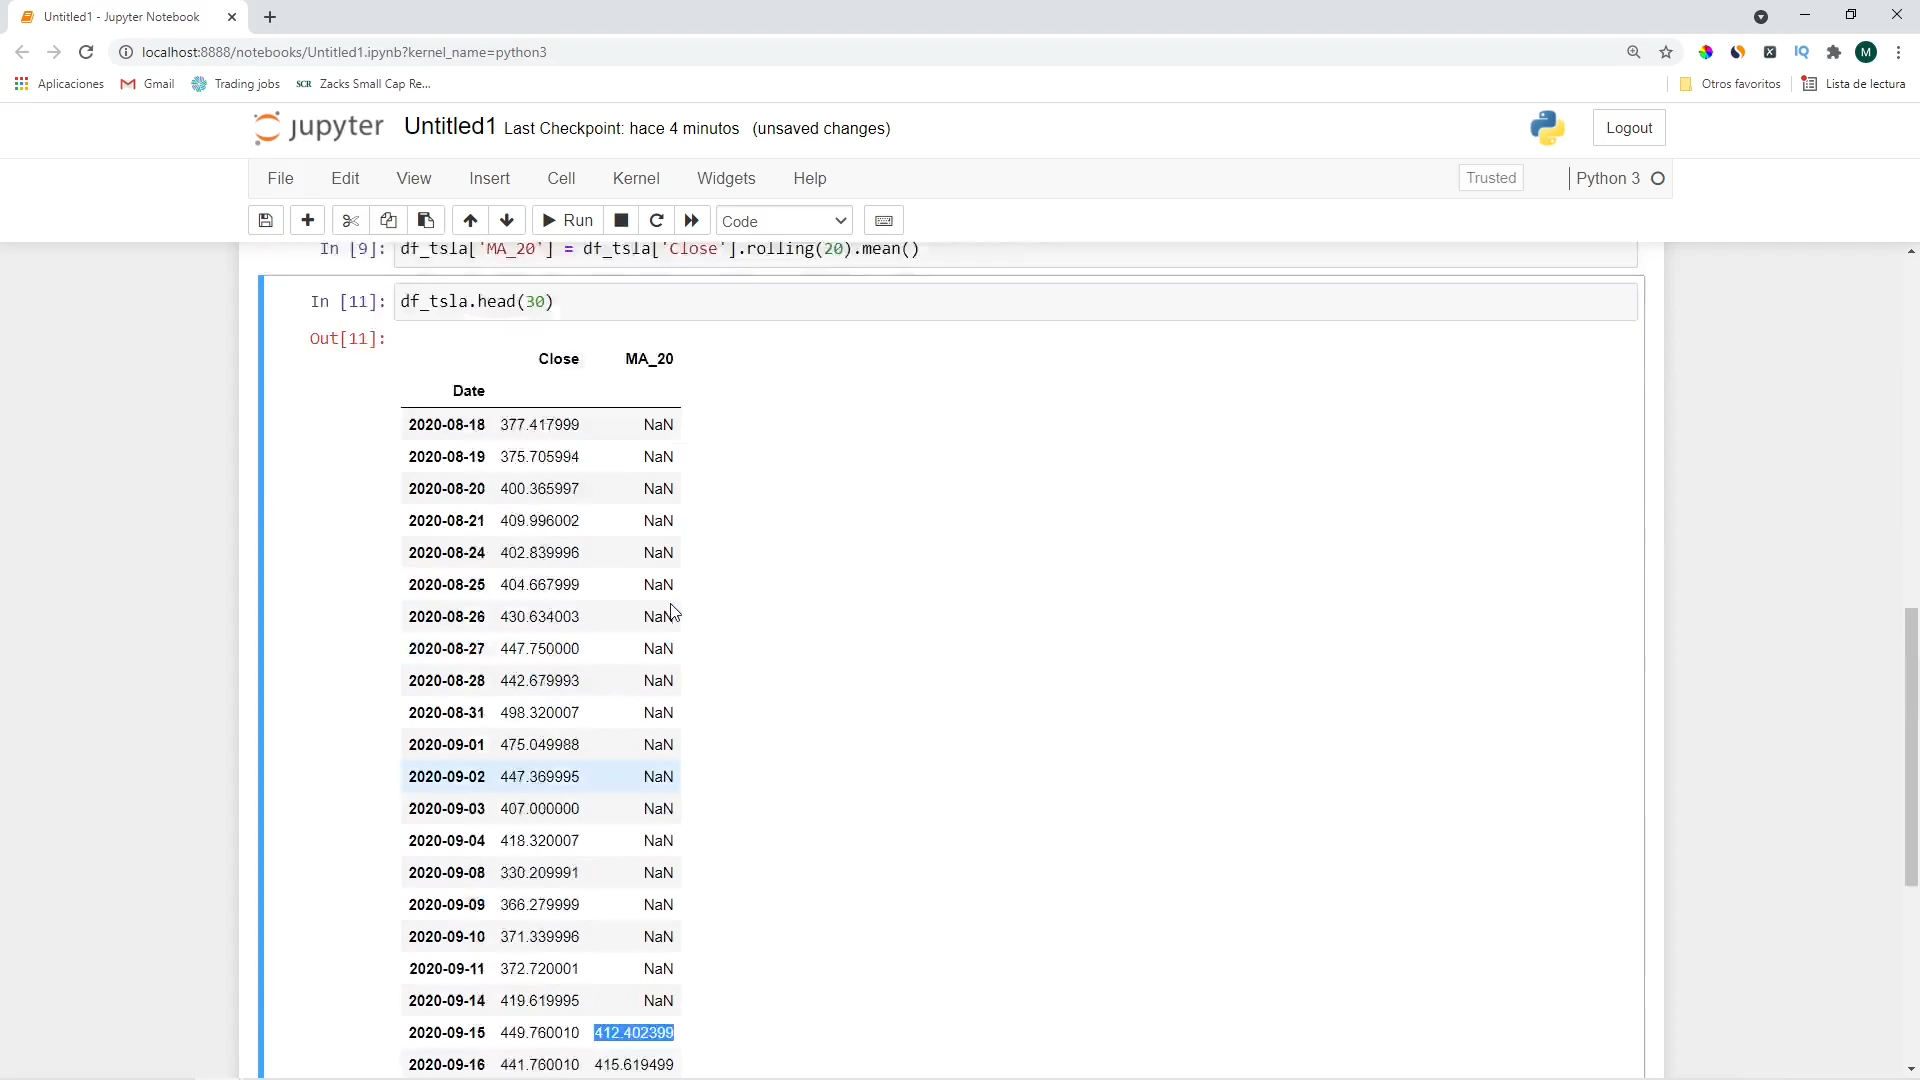 Untitled1 - Jupyter Notebook
localhost:8888/notebooks/Untitled1.ipynb?kernel_name=python3
Aplicaciones Gmail Trading jobs SCR Zacks Small Cap Re... Otros favoritos Lista de lectura
jupyter Untitled1 Last Checkpoint: hace 4 minutos (unsaved changes) Logout
File Edit View Insert Cell Kernel Widgets Help Trusted Python 3
Run Code
In [9]: df_tsla['MA_20'] = df_tsla['Close'].rolling(20).mean()
In [11]: df_tsla.head(30)
Out[11]:
Close MA_20
Date
2020-08-18 377.417999 NaN
2020-08-19 375.705994 NaN
2020-08-20 400.365997 NaN
2020-08-21 409.996002 NaN
2020-08-24 402.839996 NaN
2020-08-25 404.667999 NaN
2020-08-26 430.634003 NaN
2020-08-27 447.750000 NaN
2020-08-28 442.679993 NaN
2020-08-31 498.320007 NaN
2020-09-01 475.049988 NaN
2020-09-02 447.369995 NaN
2020-09-03 407.000000 NaN
2020-09-04 418.320007 NaN
2020-09-08 330.209991 NaN
2020-09-09 366.279999 NaN
2020-09-10 371.339996 NaN
2020-09-11 372.720001 NaN
2020-09-14 419.619995 NaN
2020-09-15 449.760010 412.402399
2020-09-16 441.760010 415.619499